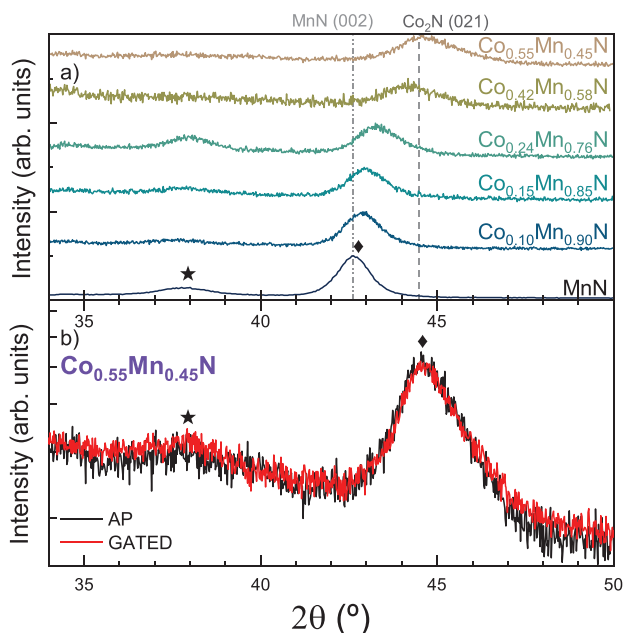 MnN (002) Co₂N (021)
a)
Co₀.₅₅Mn₀.₄₅N
Co₀.₄₂Mn₀.₅₈N
Co₀.₂₄Mn₀.₇₆N
Co₀.₁₅Mn₀.₈₅N
Co₀.₁₀Mn₀.₉₀N
MnN
Intensity (arb. units)
35 40 45
b)
Co₀.₅₅Mn₀.₄₅N
Intensity (arb. units)
AP
GATED
35 40 45 50
2θ (º)